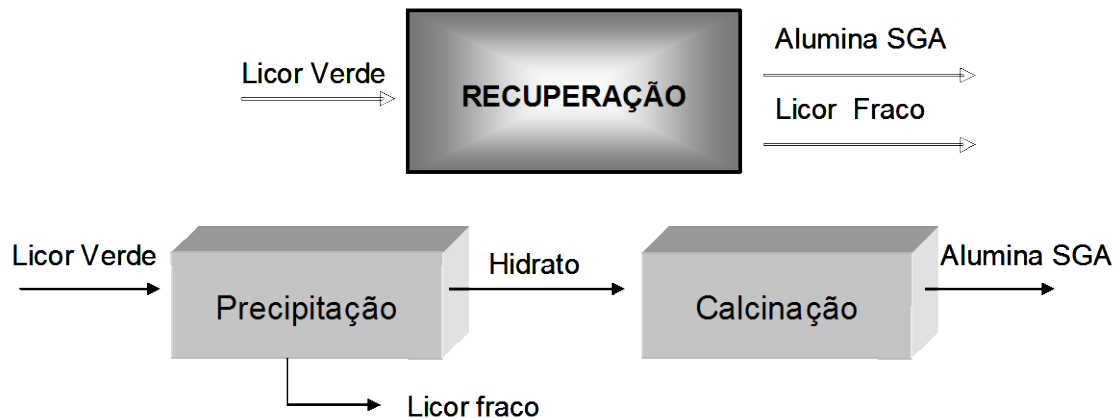 Licor Verde
RECUPERAÇÃO
Alumina SGA
Licor Fraco
Licor Verde
Precipitação
Hidrato
Calcinação
Alumina SGA
Licor fraco